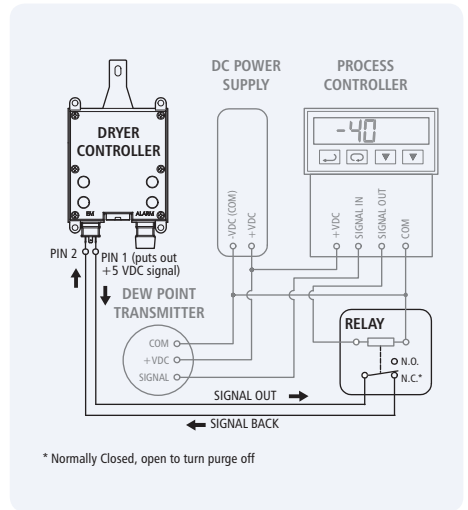 DC POWER
SUPPLY
PROCESS
CONTROLLER
-40
DRYER
CONTROLLER
EMI
ALARM
-VDC (COM)
+VDC
+VDC
SIGNAL IN
SIGNAL OUT
COM
PIN 2
PIN 1 (puts out
+5 VDC signal)
DEW POINT
TRANSMITTER
COM
+VDC
SIGNAL
RELAY
N.O.
N.C.*
SIGNAL OUT
SIGNAL BACK
* Normally Closed, open to turn purge off